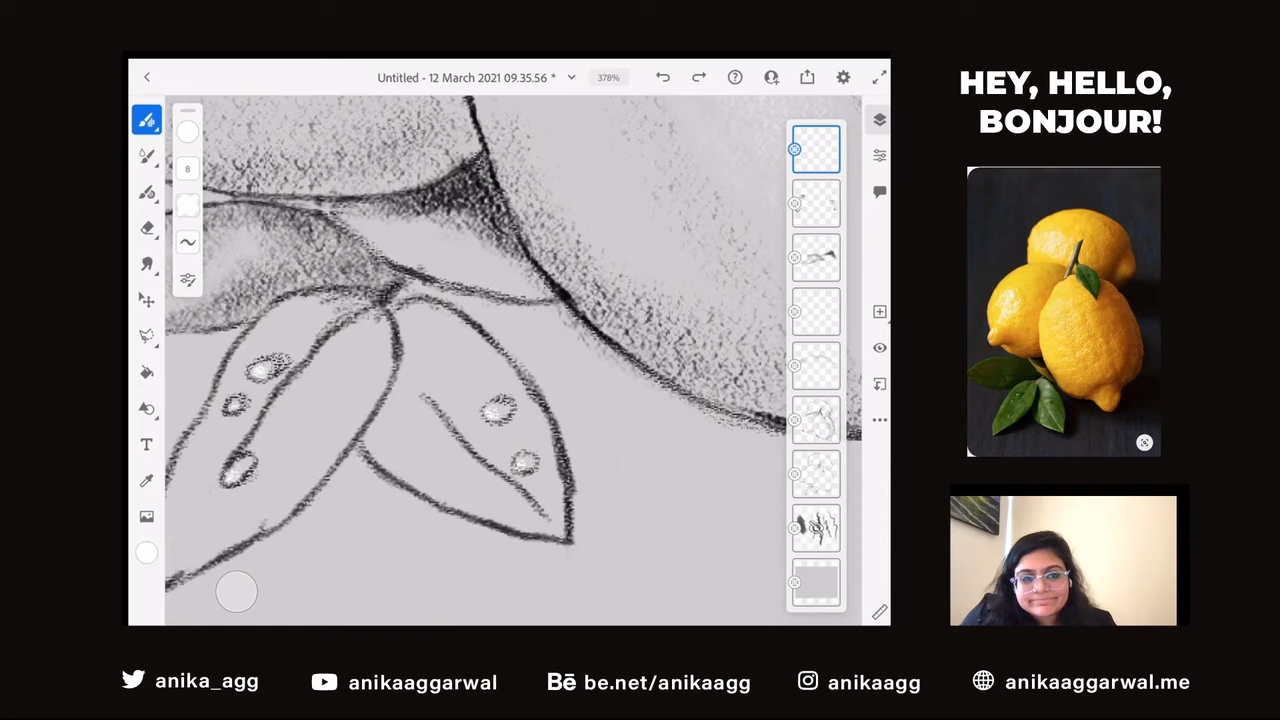 Untitled - 12 March 2021 09.35.56 *
378%
HEY, HELLO,
BONJOUR!
8
T
anika_agg
anikaaggarwal
Bē be.net/anikaagg
anikaagg
anikaaggarwal.me